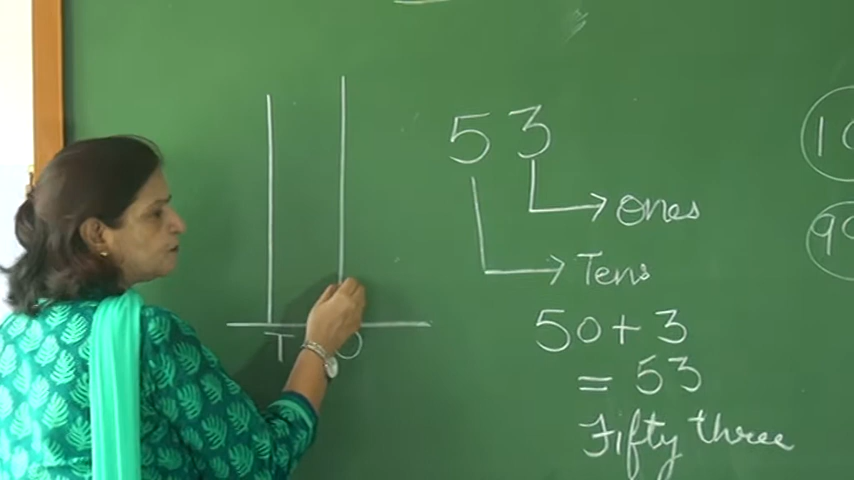 53
Ones
Tens
T O
50+3
= 53
Fifty three